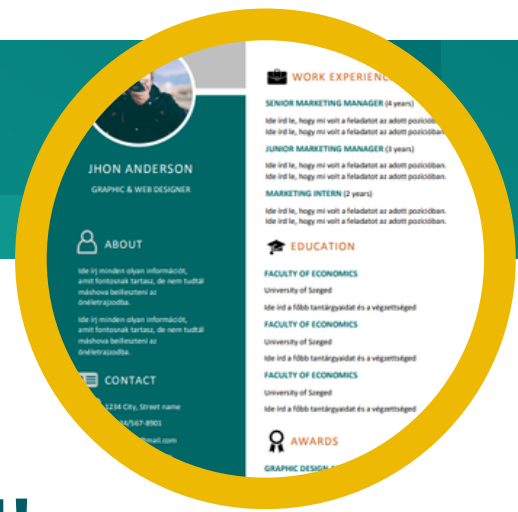 JHON ANDERSON
GRAPHIC & WEB DESIGNER
ABOUT
Ide írj minden olyan információt,
amit fontosnak tartasz, de nem tudtál
máshova beilleszteni az
önéletrajzodba.
Ide írj minden olyan információt,
amit fontosnak tartasz, de nem tudtál
máshova beilleszteni az
önéletrajzodba.
CONTACT
1234 City, Street name
/567-8901
mail.com
WORK EXPERIENC
SENIOR MARKETING MANAGER (4 years)
Ide írd le, hogy mi volt a feladatot az adott pozícióban.
Ide írd le, hogy mi volt a feladatot az adott pozícióban.
JUNIOR MARKETING MANAGER (3 years)
Ide írd le, hogy mi volt a feladatot az adott pozícióban.
Ide írd le, hogy mi volt a feladatot az adott pozícióban.
MARKETING INTERN (2 years)
Ide írd le, hogy mi volt a feladatot az adott pozícióban.
Ide írd le, hogy mi volt a feladatot az adott pozícióban.
EDUCATION
FACULTY OF ECONOMICS
University of Szeged
Ide írd a főbb tantárgyaidat és a végzettséged
FACULTY OF ECONOMICS
University of Szeged
Ide írd a főbb tantárgyaidat és a végzettséged
FACULTY OF ECONOMICS
University of Szeged
Ide írd a főbb tantárgyaidat és a végzettséged
AWARDS
GRAPHIC DESIGN